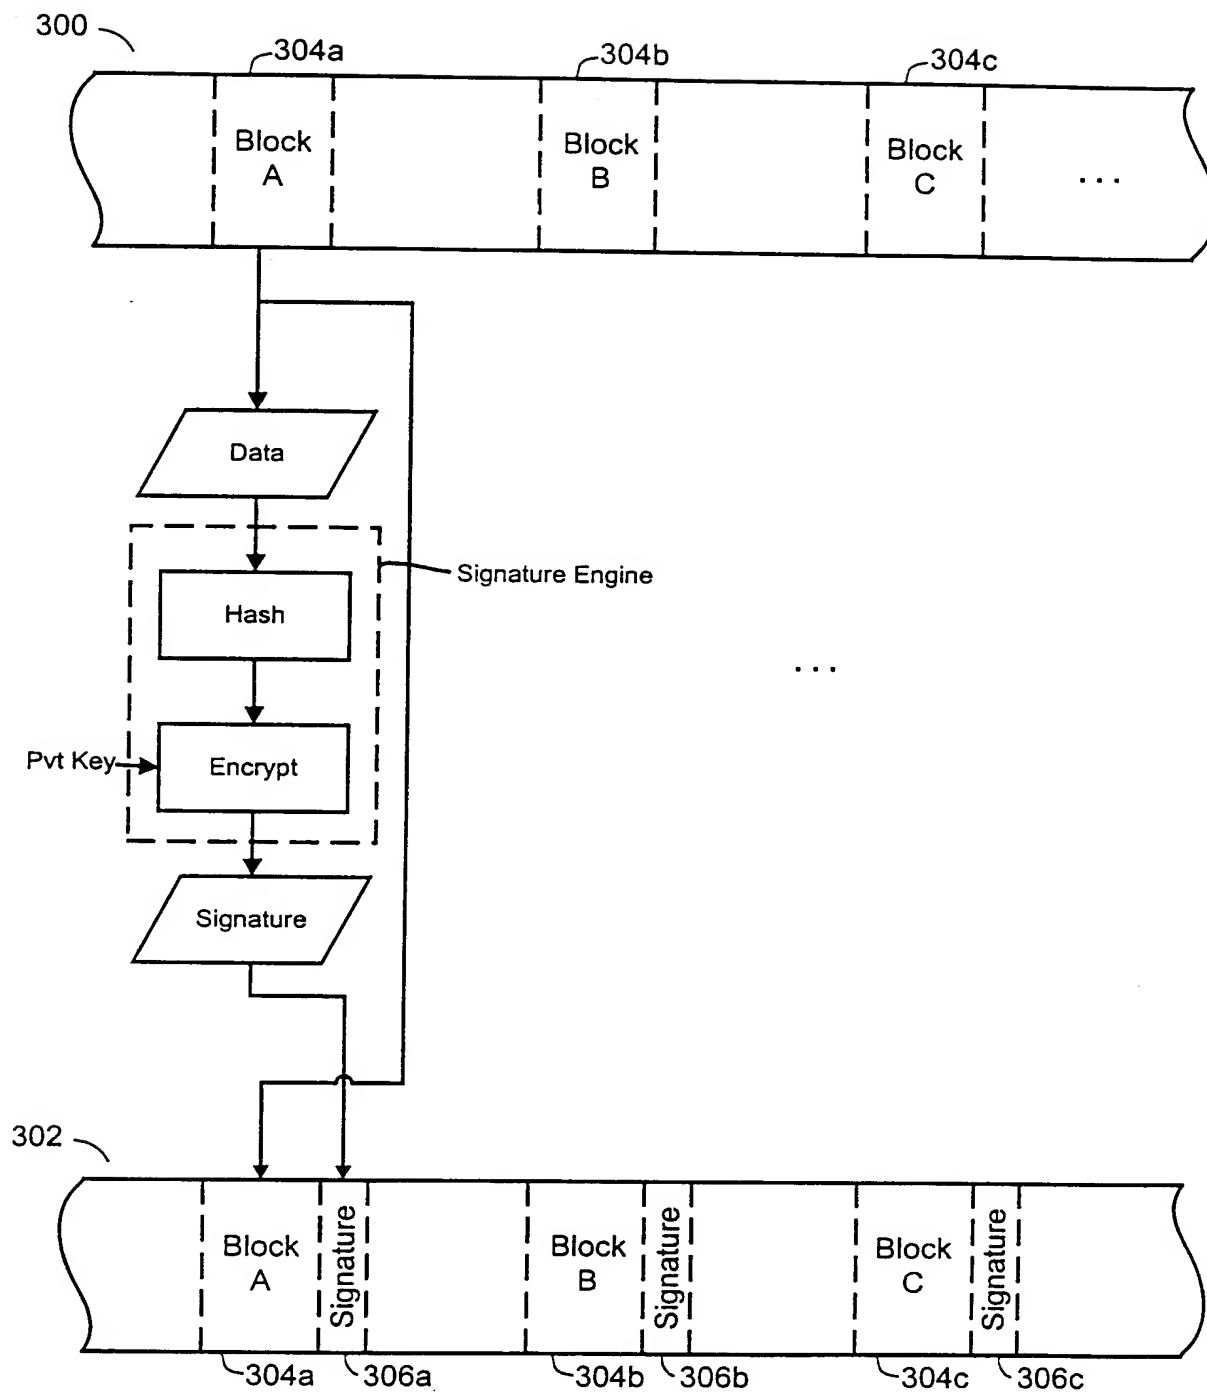 300
304a
304b
304c
Block
A
Block
B
Block
C
...
Data
Signature Engine
Hash
...
Pvt Key
Encrypt
Signature
302
Block
A
Signature
Block
B
Signature
Block
C
Signature
304a
306a
304b
306b
304c
306c